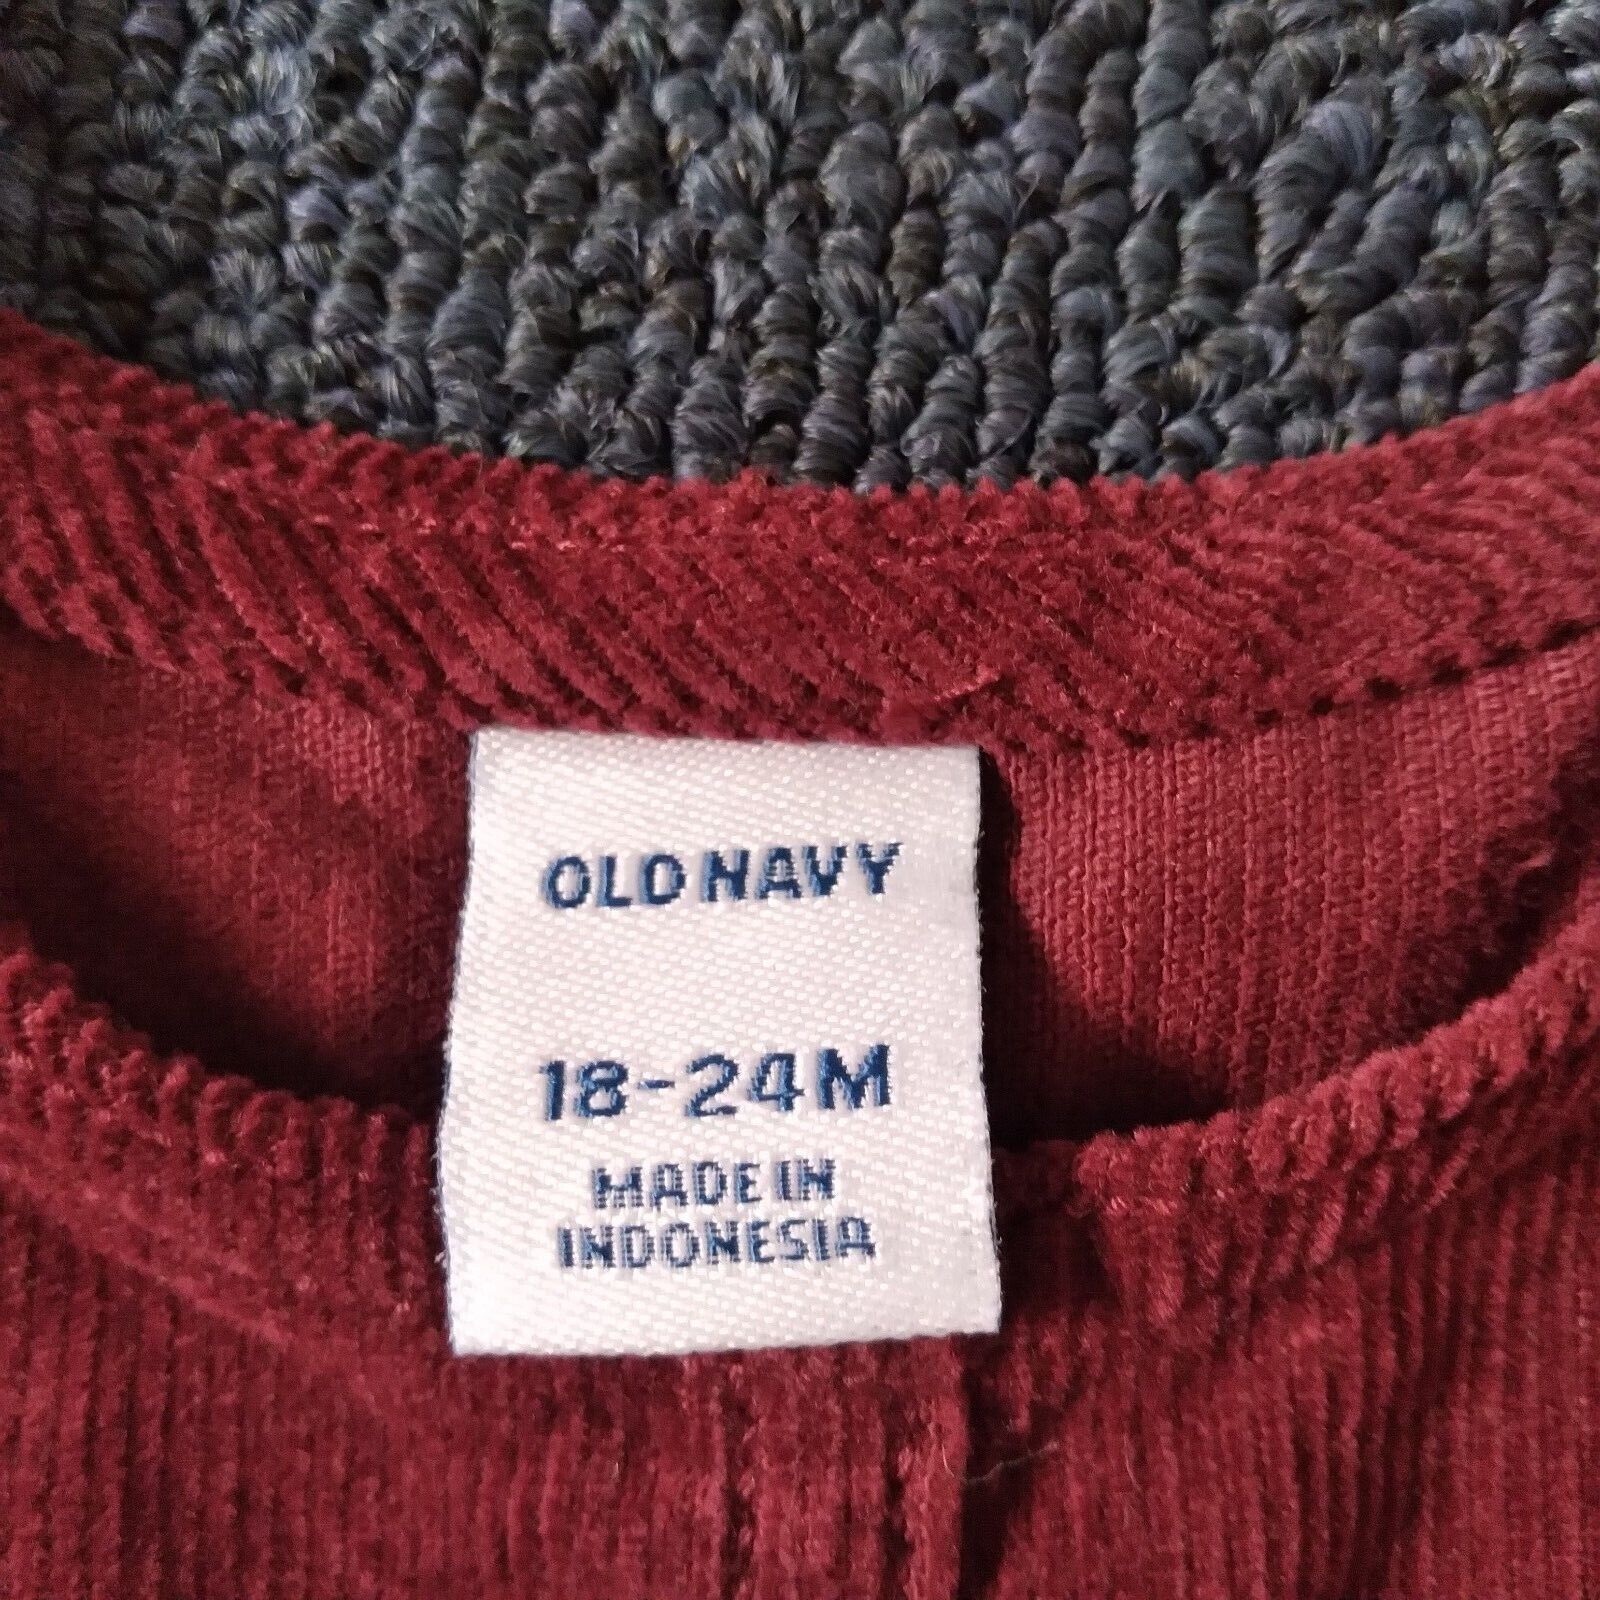 OLD NAVY
18-24M
MADE IN
INDONESIA